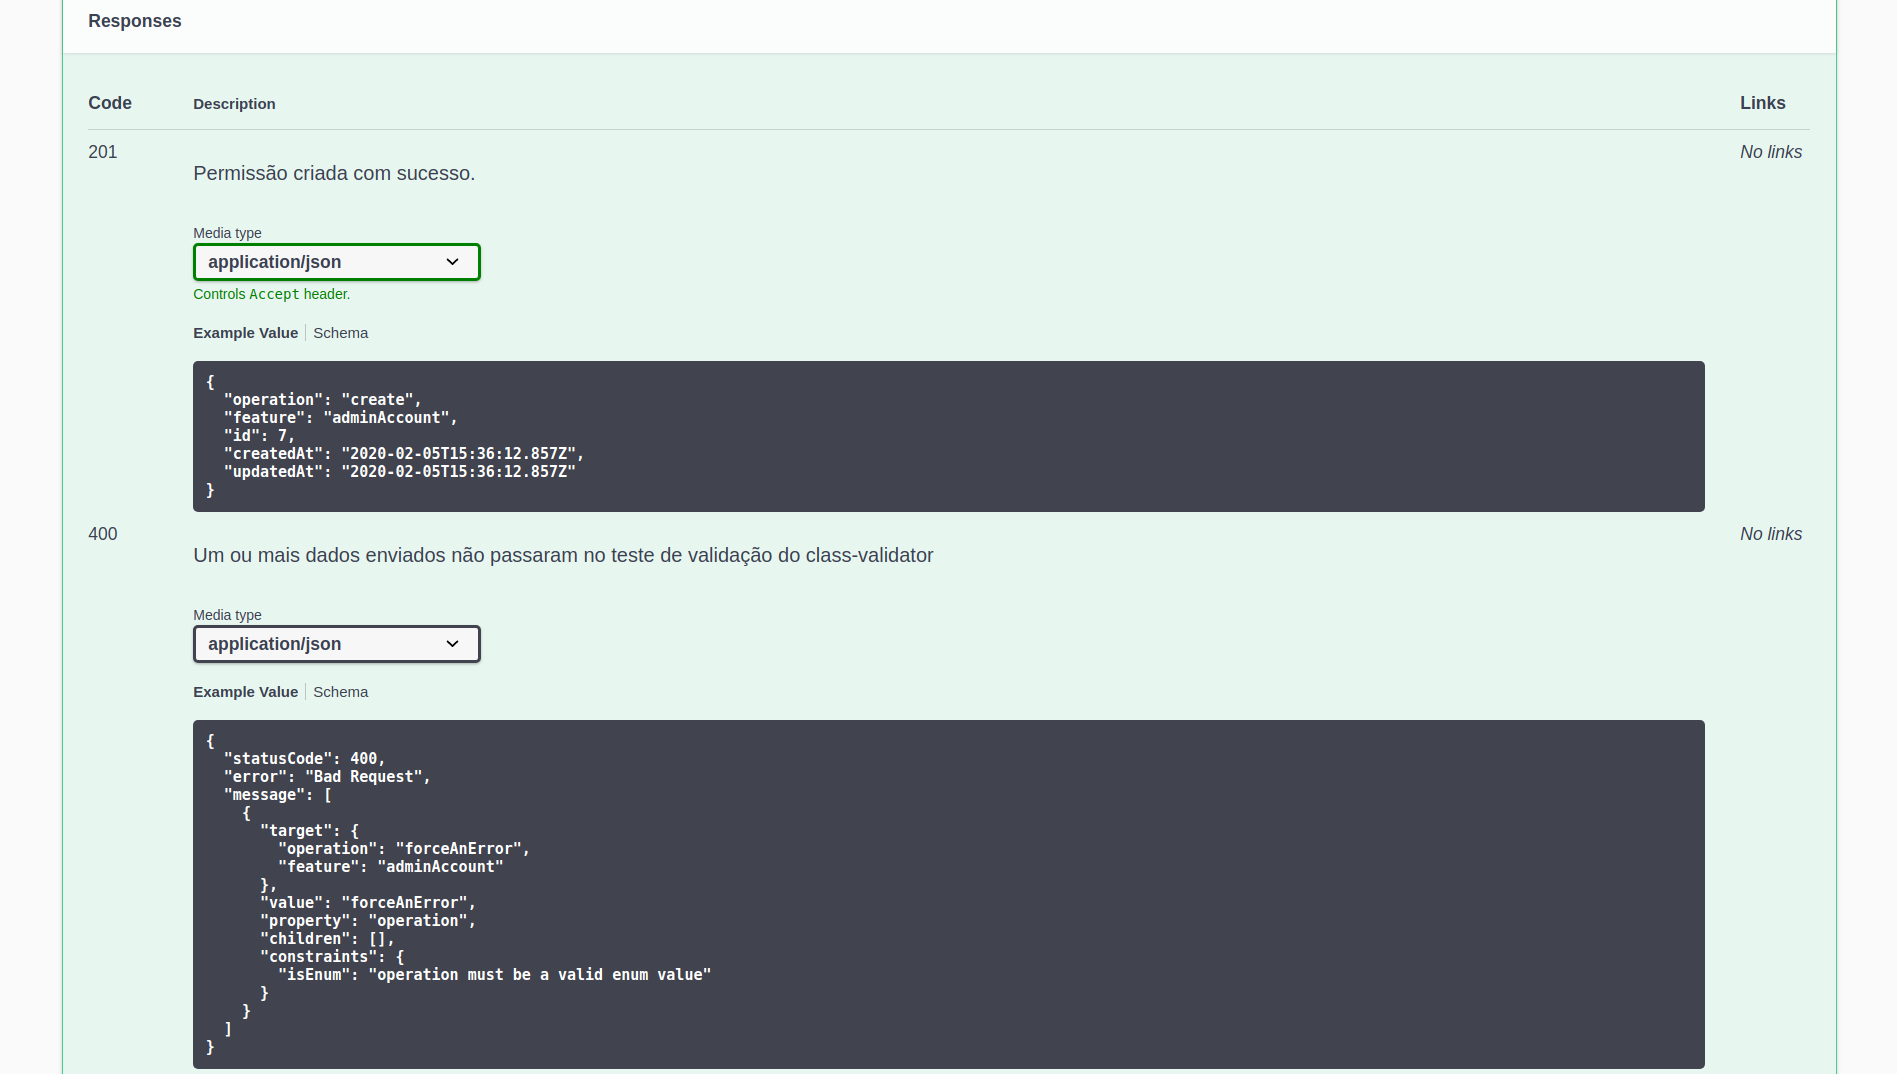 Responses
Code Description Links
201 No links
Permissão criada com sucesso.
Media type
application/json
Controls Accept header.
Example Value Schema
{
  "operation": "create",
  "feature": "adminAccount",
  "id": 7,
  "createdAt": "2020-02-05T15:36:12.857Z",
  "updatedAt": "2020-02-05T15:36:12.857Z"
}
400 No links
Um ou mais dados enviados não passaram no teste de validação do class-validator
Media type
application/json
Example Value Schema
{
  "statusCode": 400,
  "error": "Bad Request",
  "message": [
    {
      "target": {
        "operation": "forceAnError",
        "feature": "adminAccount"
      },
      "value": "forceAnError",
      "property": "operation",
      "children": [],
      "constraints": {
        "isEnum": "operation must be a valid enum value"
      }
    }
  ]
}